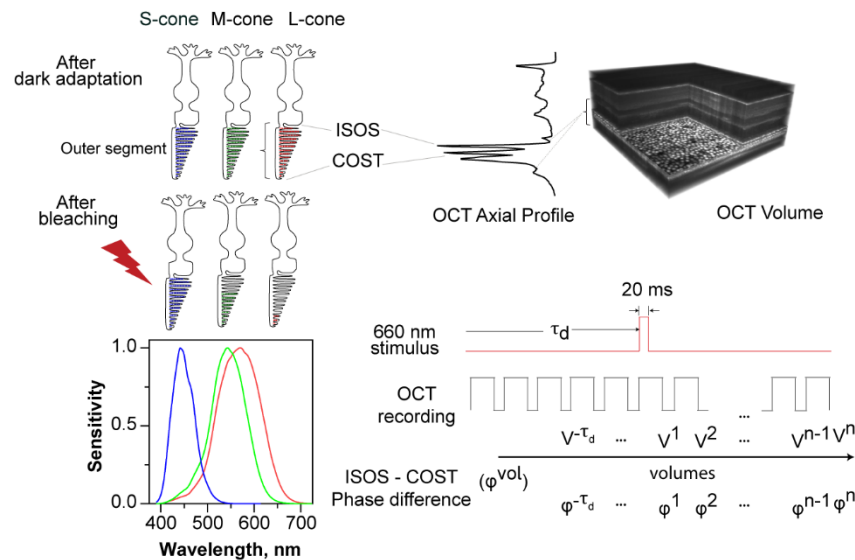 S-cone M-cone L-cone
After
dark adaptation
Outer segment
ISOS
COST
After
bleaching
OCT Axial Profile
OCT Volume
1.0
0.5
0.0
Sensitivity
400 500 600 700
Wavelength, nm
20 ms
660 nm
stimulus
τd
OCT
recording
...
V-τd ... V1 V2 ... Vn-1 Vn
ISOS - COST
Phase difference
(φvol)
volumes
φ-τd ... φ1 φ2 ... φn-1 φn